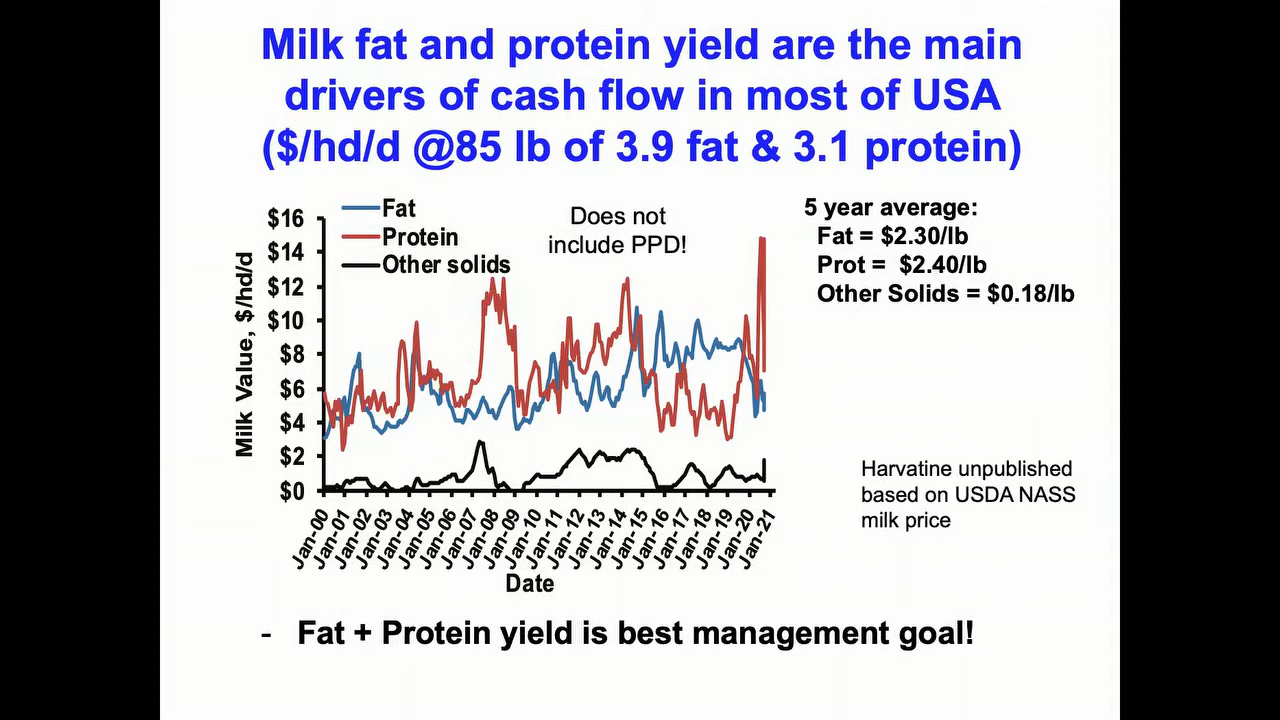 Milk fat and protein yield are the main
drivers of cash flow in most of USA
($/hd/d @85 lb of 3.9 fat & 3.1 protein)
Fat
Protein
Other solids
Does not
include PPD!
5 year average:
Fat = $2.30/lb
Prot = $2.40/lb
Other Solids = $0.18/lb
Milk Value, $/hd/d
$16
$14
$12
$10
$8
$6
$4
$2
$0
Jan-00
Jan-01
Jan-02
Jan-03
Jan-04
Jan-05
Jan-06
Jan-07
Jan-08
Jan-09
Jan-10
Jan-11
Jan-12
Jan-13
Jan-14
Jan-15
Jan-16
Jan-17
Jan-18
Jan-19
Jan-20
Jan-21
Date
Harvatine unpublished
based on USDA NASS
milk price
- Fat + Protein yield is best management goal!